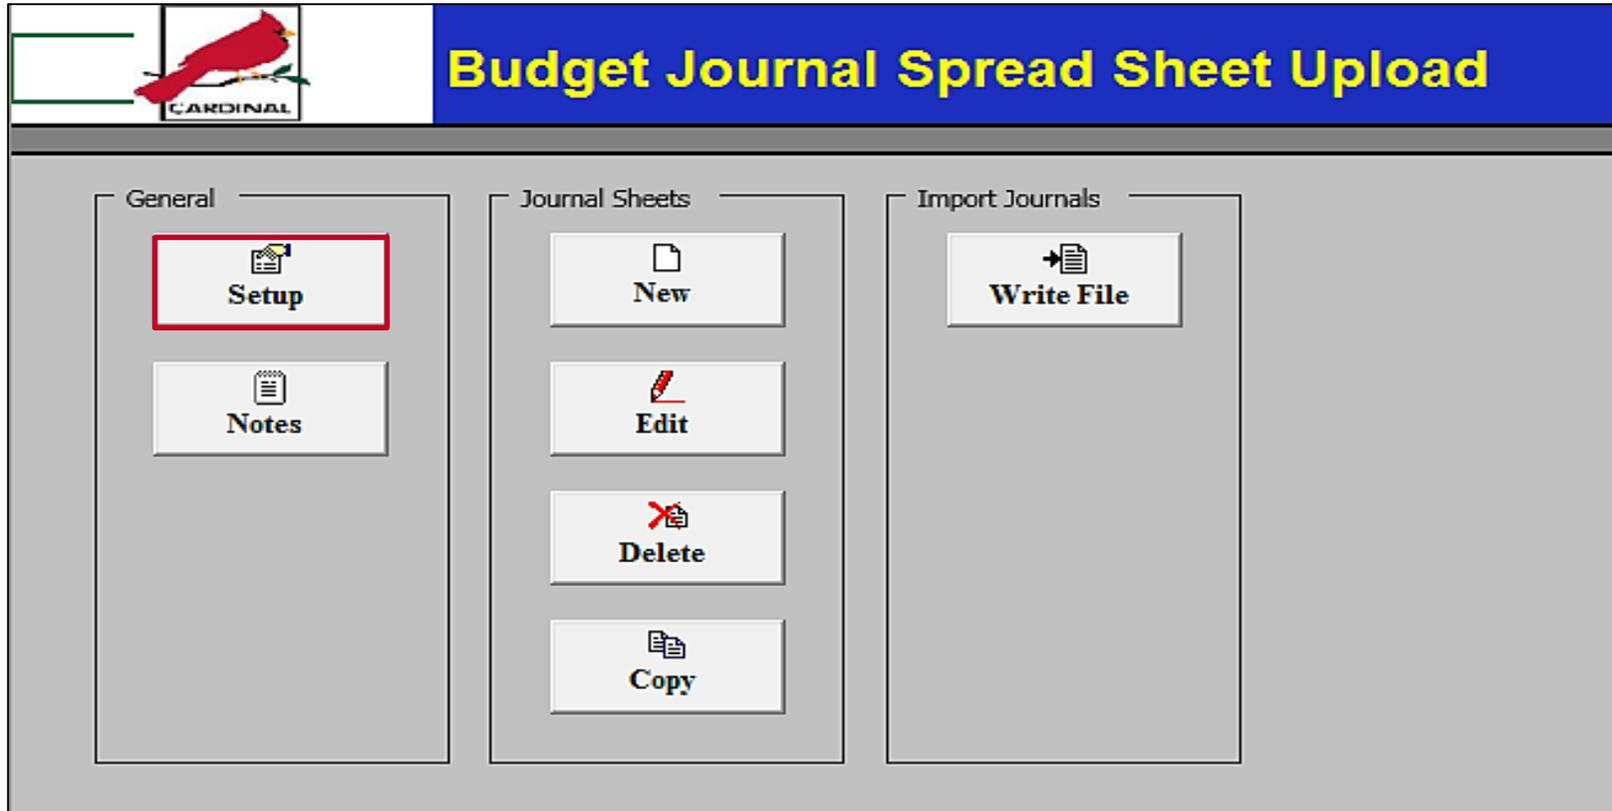 CARDINAL
Budget Journal Spread Sheet Upload
General
Setup
Notes
Journal Sheets
New
Edit
Delete
Copy
Import Journals
Write File